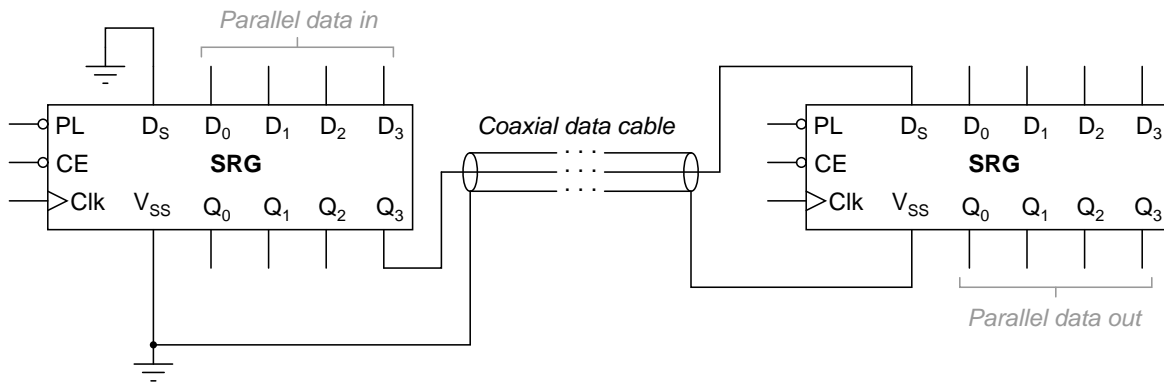 Parallel data in
PL D_S D_0 D_1 D_2 D_3
CE SRG
Clk V_SS Q_0 Q_1 Q_2 Q_3
Coaxial data cable
PL D_S D_0 D_1 D_2 D_3
CE SRG
Clk V_SS Q_0 Q_1 Q_2 Q_3
Parallel data out